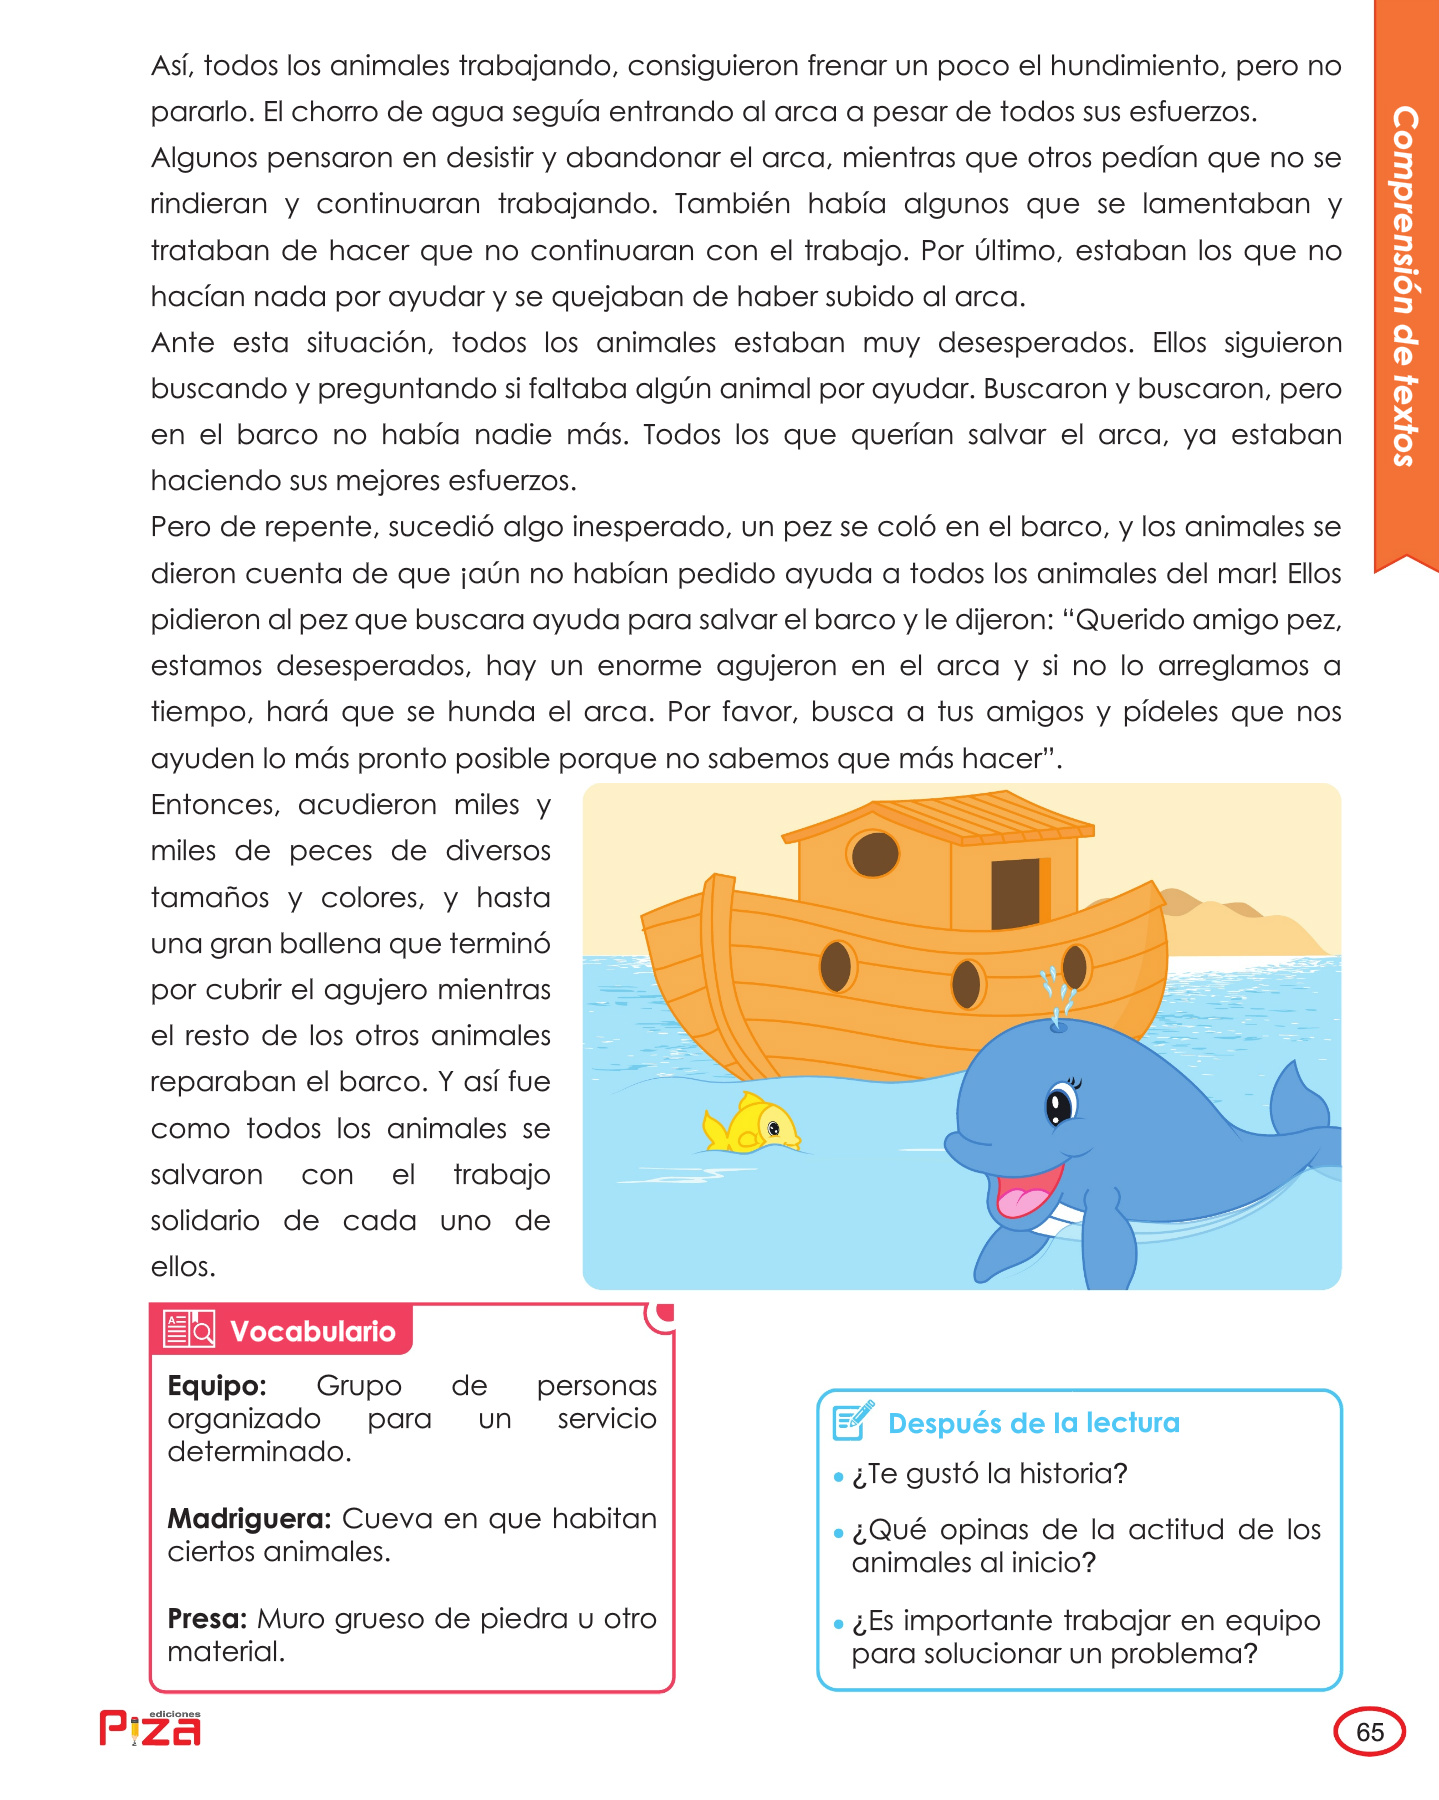 Así, todos los animales trabajando, consiguieron frenar un poco el hundimiento, pero no
pararlo. El chorro de agua seguía entrando al arca a pesar de todos sus esfuerzos.
Algunos pensaron en desistir y abandonar el arca, mientras que otros pedían que no se
rindieran y continuaran trabajando. También había algunos que se lamentaban y
trataban de hacer que no continuaran con el trabajo. Por último, estaban los que no
hacían nada por ayudar y se quejaban de haber subido al arca.
Ante esta situación, todos los animales estaban muy desesperados. Ellos siguieron
buscando y preguntando si faltaba algún animal por ayudar. Buscaron y buscaron, pero
en el barco no había nadie más. Todos los que querían salvar el arca, ya estaban
haciendo sus mejores esfuerzos.
Pero de repente, sucedió algo inesperado, un pez se coló en el barco, y los animales se
dieron cuenta de que ¡aún no habían pedido ayuda a todos los animales del mar! Ellos
pidieron al pez que buscara ayuda para salvar el barco y le dijeron: “Querido amigo pez,
estamos desesperados, hay un enorme agujeron en el arca y si no lo arreglamos a
tiempo, hará que se hunda el arca. Por favor, busca a tus amigos y pídeles que nos
ayuden lo más pronto posible porque no sabemos que más hacer”.
Entonces, acudieron miles y
miles de peces de diversos
tamaños y colores, y hasta
una gran ballena que terminó
por cubrir el agujero mientras
el resto de los otros animales
reparaban el barco. Y así fue
como todos los animales se
salvaron con el trabajo
solidario de cada uno de
ellos.
Comprensión de textos
Vocabulario
Equipo: Grupo de personas
organizado para un servicio
determinado.
Madriguera: Cueva en que habitan
ciertos animales.
Presa: Muro grueso de piedra u otro
material.
Después de la lectura
• ¿Te gustó la historia?
• ¿Qué opinas de la actitud de los
animales al inicio?
• ¿Es importante trabajar en equipo
para solucionar un problema?
ediciones
Piza
65